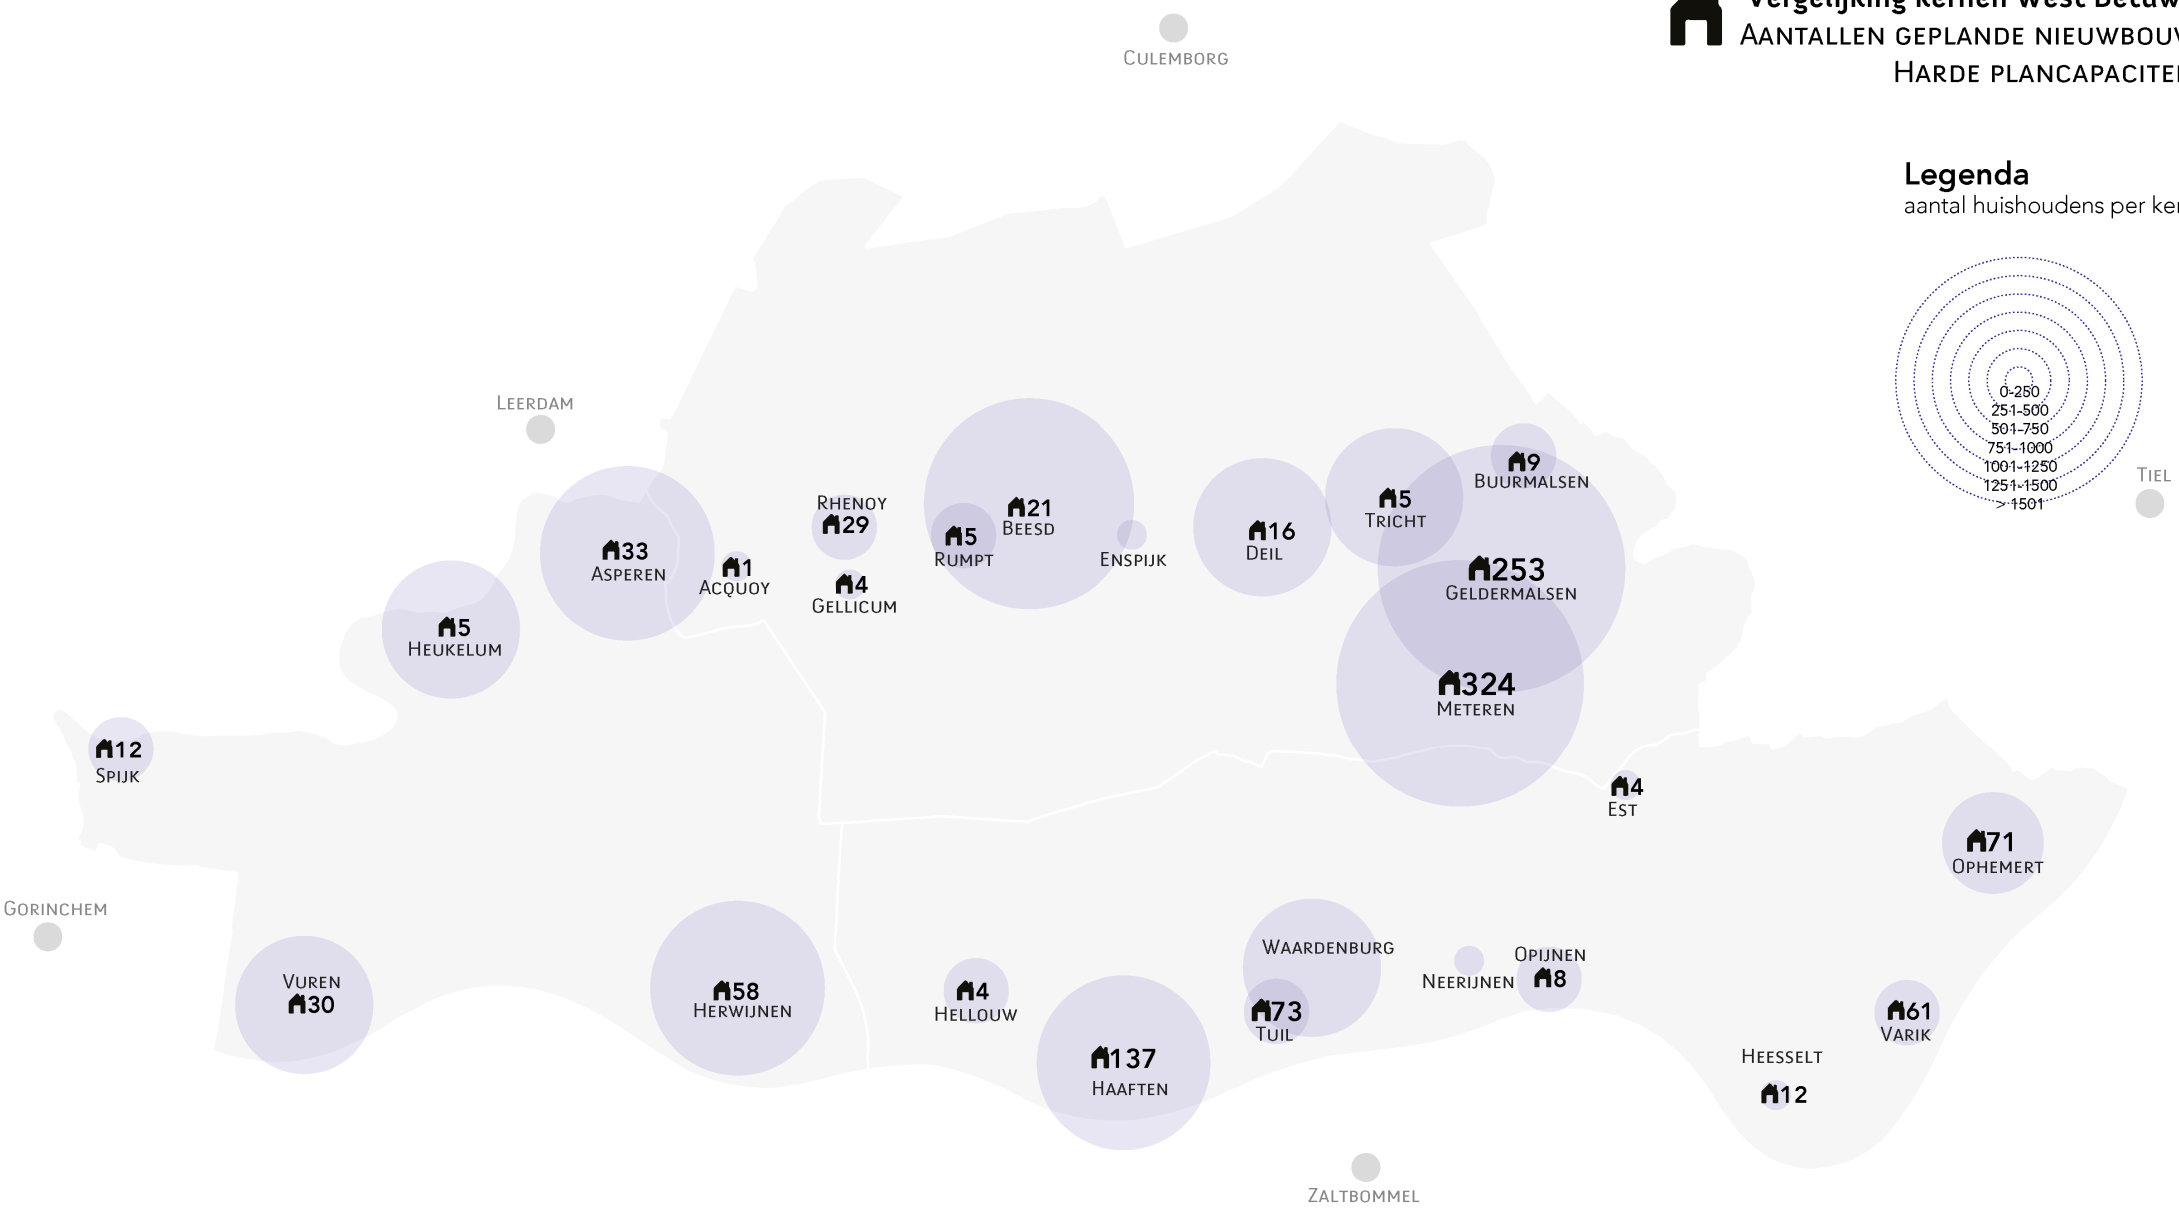 Vergelijking kernen West Betuw
Aantallen geplande nieuwbouw
Harde plancapacitei
Legenda
aantal huishoudens per ker
0-250
251-500
501-750
751-1000
1001-1250
1251-1500
> 1501
Culemborg
Leerdam
Tiel
Gorinchem
Zaltbommel
9
Buurmalsen
Rhenoy
29
5
Tricht
21
Beesd
5
Rumpt
Enspijk
16
Deil
33
Asperen
1
Acquoy
4
Gellicum
253
Geldermalsen
5
Heukelum
324
Meteren
12
Spijk
4
Est
71
Ophemert
Vuren
30
58
Herwijnen
4
Hellouw
137
Haaften
Waardenburg
73
Tuil
Neerijnen
Opijnen
8
61
Varik
Heesselt
12